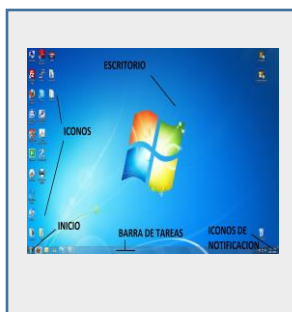 ESCRITORIO
ICONOS
INICIO
BARRA DE TAREAS
ICONOS DE
NOTIFICACION